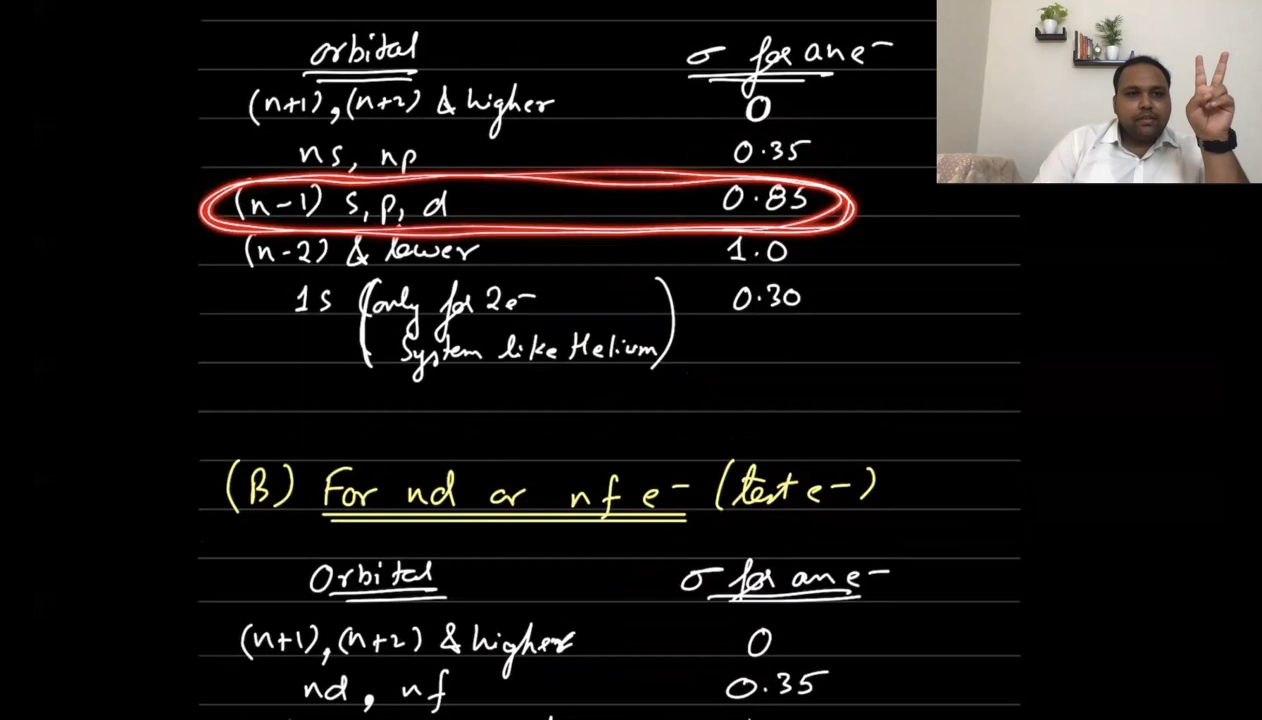 orbital σ for an e⁻
(n+1), (n+2) & higher 0
ns, np 0.35
(n-1) s, p, d 0.85
(n-2) & lower 1.0
1s (only for 2e⁻ 0.30
System like Helium)
(B) For nd or nf e⁻ (test e⁻)
Orbital σ for an e⁻
(n+1), (n+2) & higher 0
nd, nf 0.35